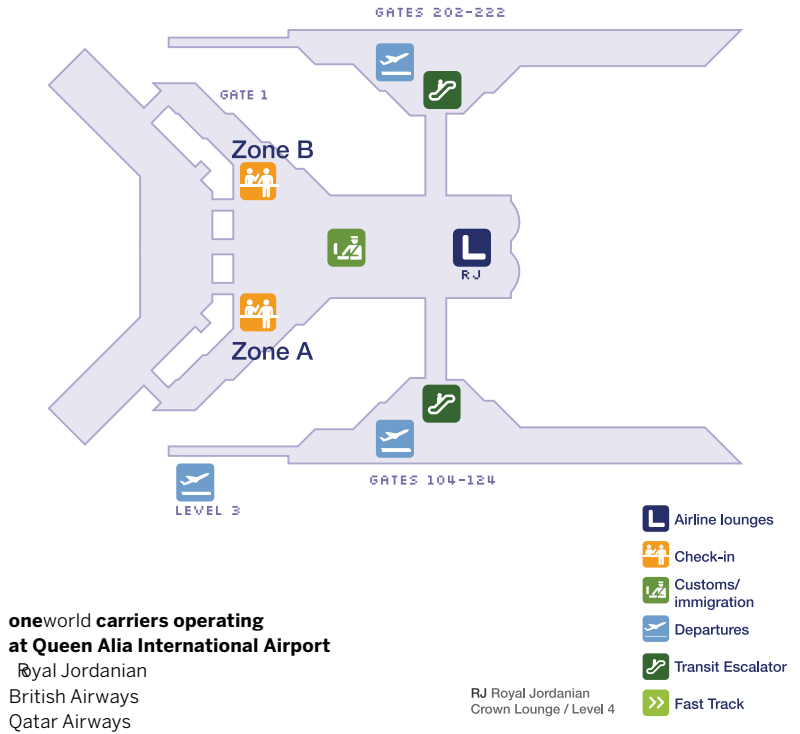 GATES 202-222
GATE 1
Zone B
L
RJ
Zone A
GATES 104-124
LEVEL 3
L Airline lounges
Check-in
Customs/
immigration
Departures
Transit Escalator
Fast Track
oneworld carriers operating
at Queen Alia International Airport
Royal Jordanian
British Airways
Qatar Airways
RJ Royal Jordanian
Crown Lounge / Level 4